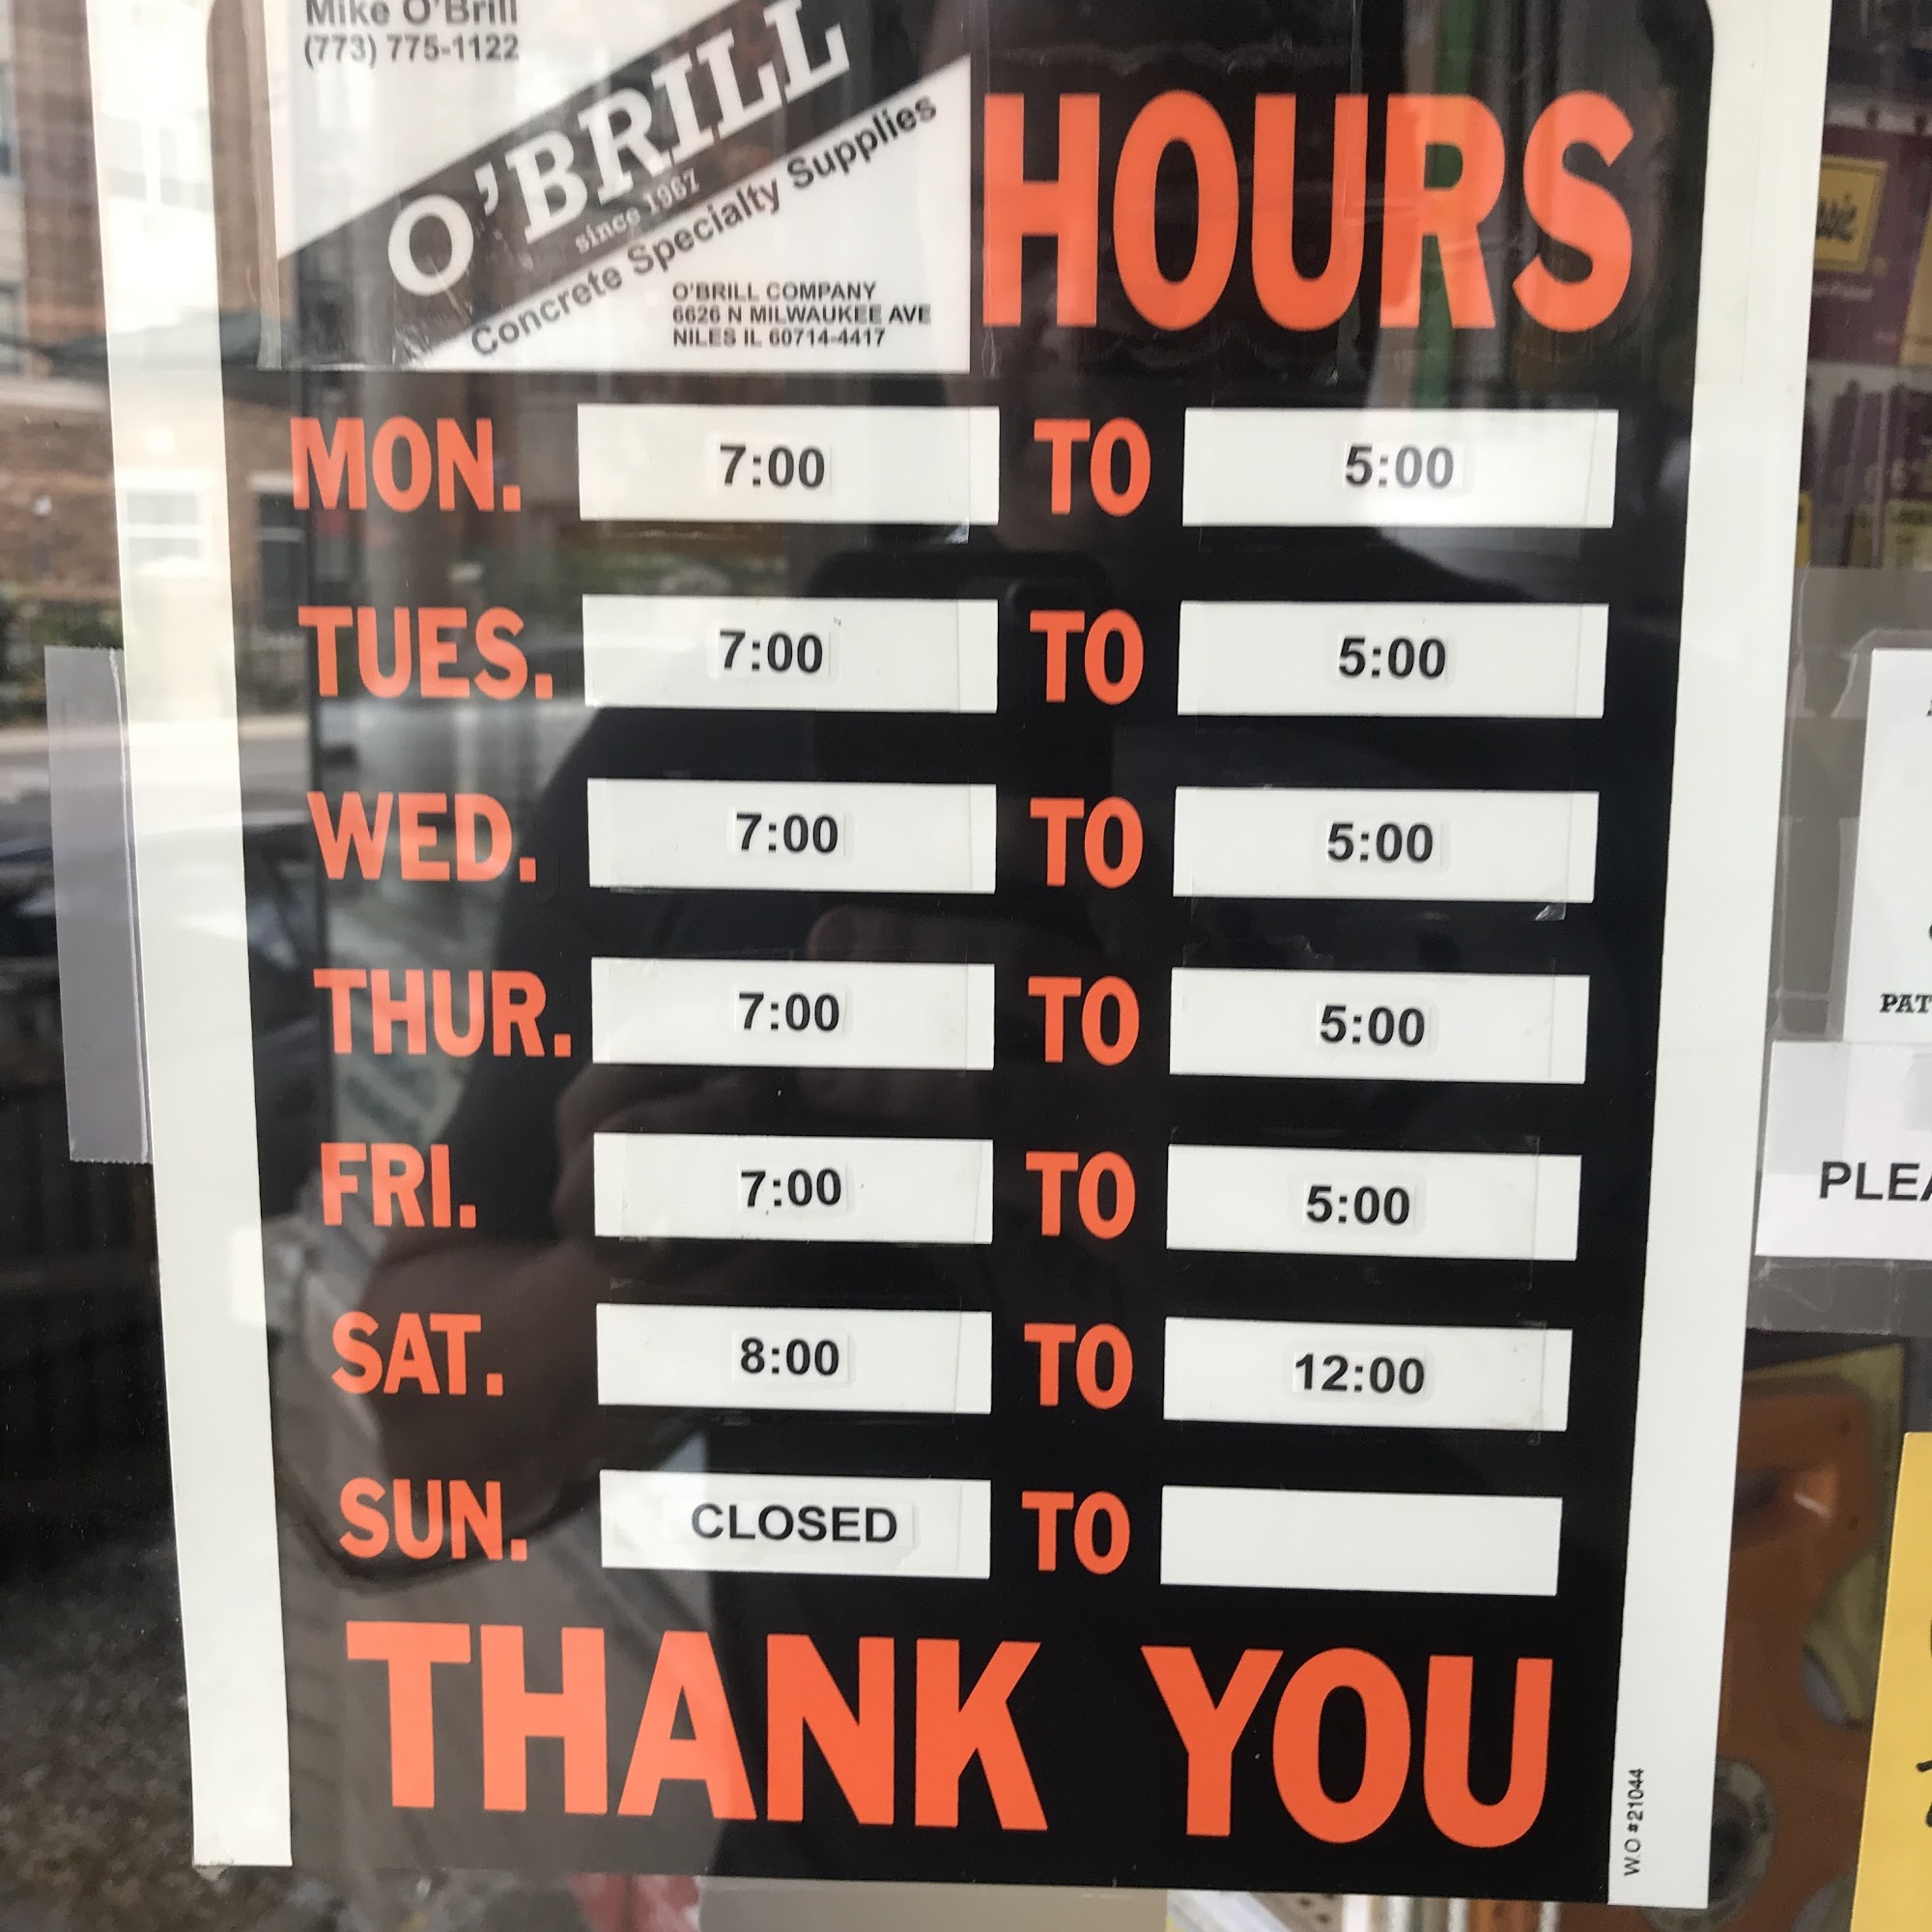 Mike O'Brill
(773) 775-1122
O'BRILL
since 1967
Concrete Specialty Supplies
O'BRILL COMPANY
6626 N MILWAUKEE AVE
NILES IL 60714-4417
HOURS
MON. 7:00 TO 5:00
TUES. 7:00 TO 5:00
WED. 7:00 TO 5:00
THUR. 7:00 TO 5:00
FRI. 7:00 TO 5:00
SAT. 8:00 TO 12:00
SUN. CLOSED TO
THANK YOU
W.O #21044
PAT
PLEA